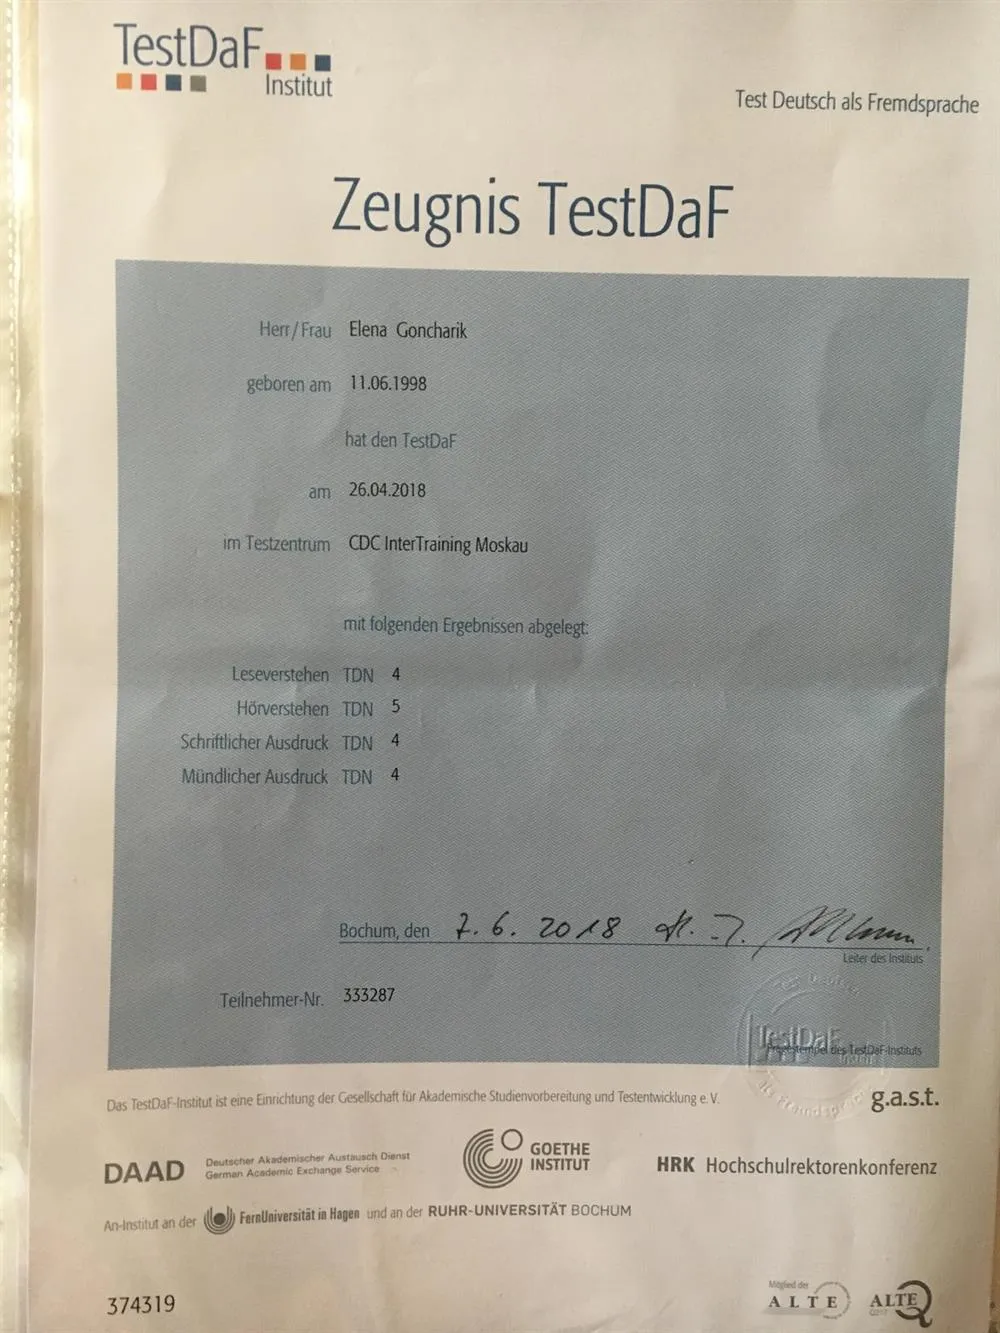 TestDaF
Institut
Test Deutsch als Fremdsprache
Zeugnis TestDaF
Herr/Frau Elena Goncharik
geboren am 11.06.1998
hat den TestDaF
am 26.04.2018
im Testzentrum CDC InterTraining Moskau
mit folgenden Ergebnissen abgelegt:
Leseverstehen TDN 4
Hörverstehen TDN 5
Schriftlicher Ausdruck TDN 4
Mündlicher Ausdruck TDN 4
Bochum, den 7. 6. 2018
Leiter des Instituts
Teilnehmer-Nr. 333287
TestDaF
Prägestempel des TestDaF-Instituts
Das TestDaF-Institut ist eine Einrichtung der Gesellschaft für Akademische Studienvorbereitung und Testentwicklung e. V.
g.a.s.t.
DAAD Deutscher Akademischer Austausch Dienst
German Academic Exchange Service
GOETHE
INSTITUT
HRK Hochschulrektorenkonferenz
An-Institut an der FernUniversität in Hagen und an der RUHR-UNIVERSITÄT BOCHUM
374319
Mitglied der
ALTE
ALTE